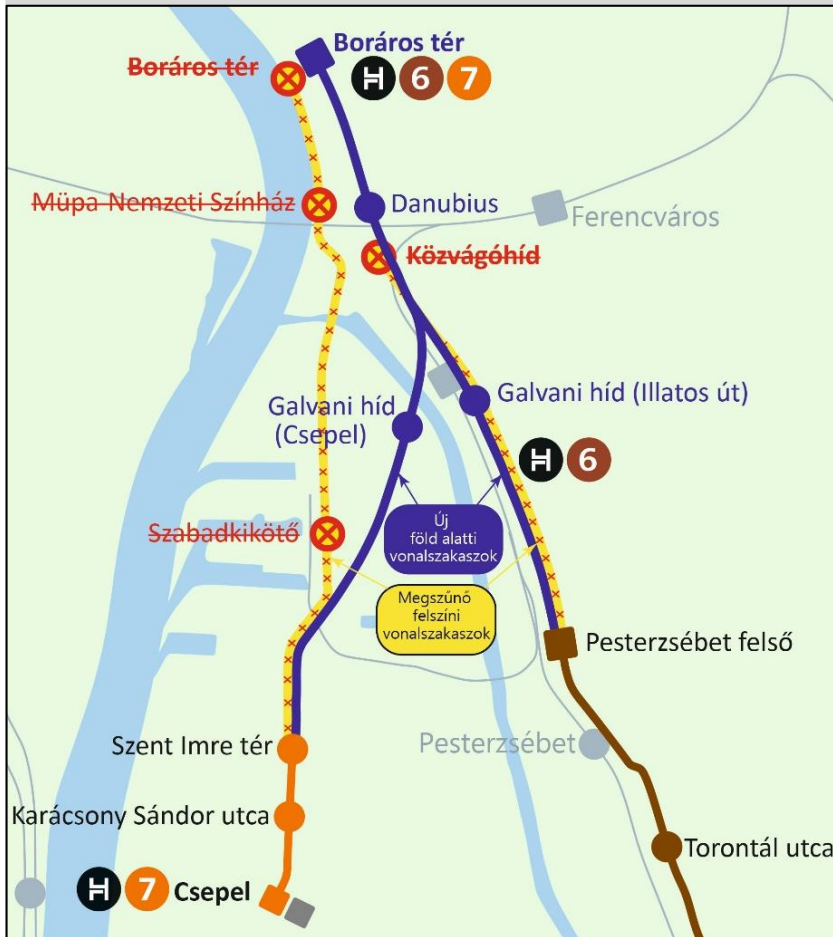 Boráros tér
Boráros tér
H 6 7
Müpa-Nemzeti Színház
Danubius
Ferencváros
Közvágóhíd
Galvani híd
(Csepel)
Galvani híd (Illatos út)
H 6
Szabadkikötő
Új
föld alatti
vonalszakaszok
Megszűnő
felszíni
vonalszakaszok
Pesterzsébet felső
Szent Imre tér
Pesterzsébet
Karácsony Sándor utca
Torontál utca
H 7 Csepel